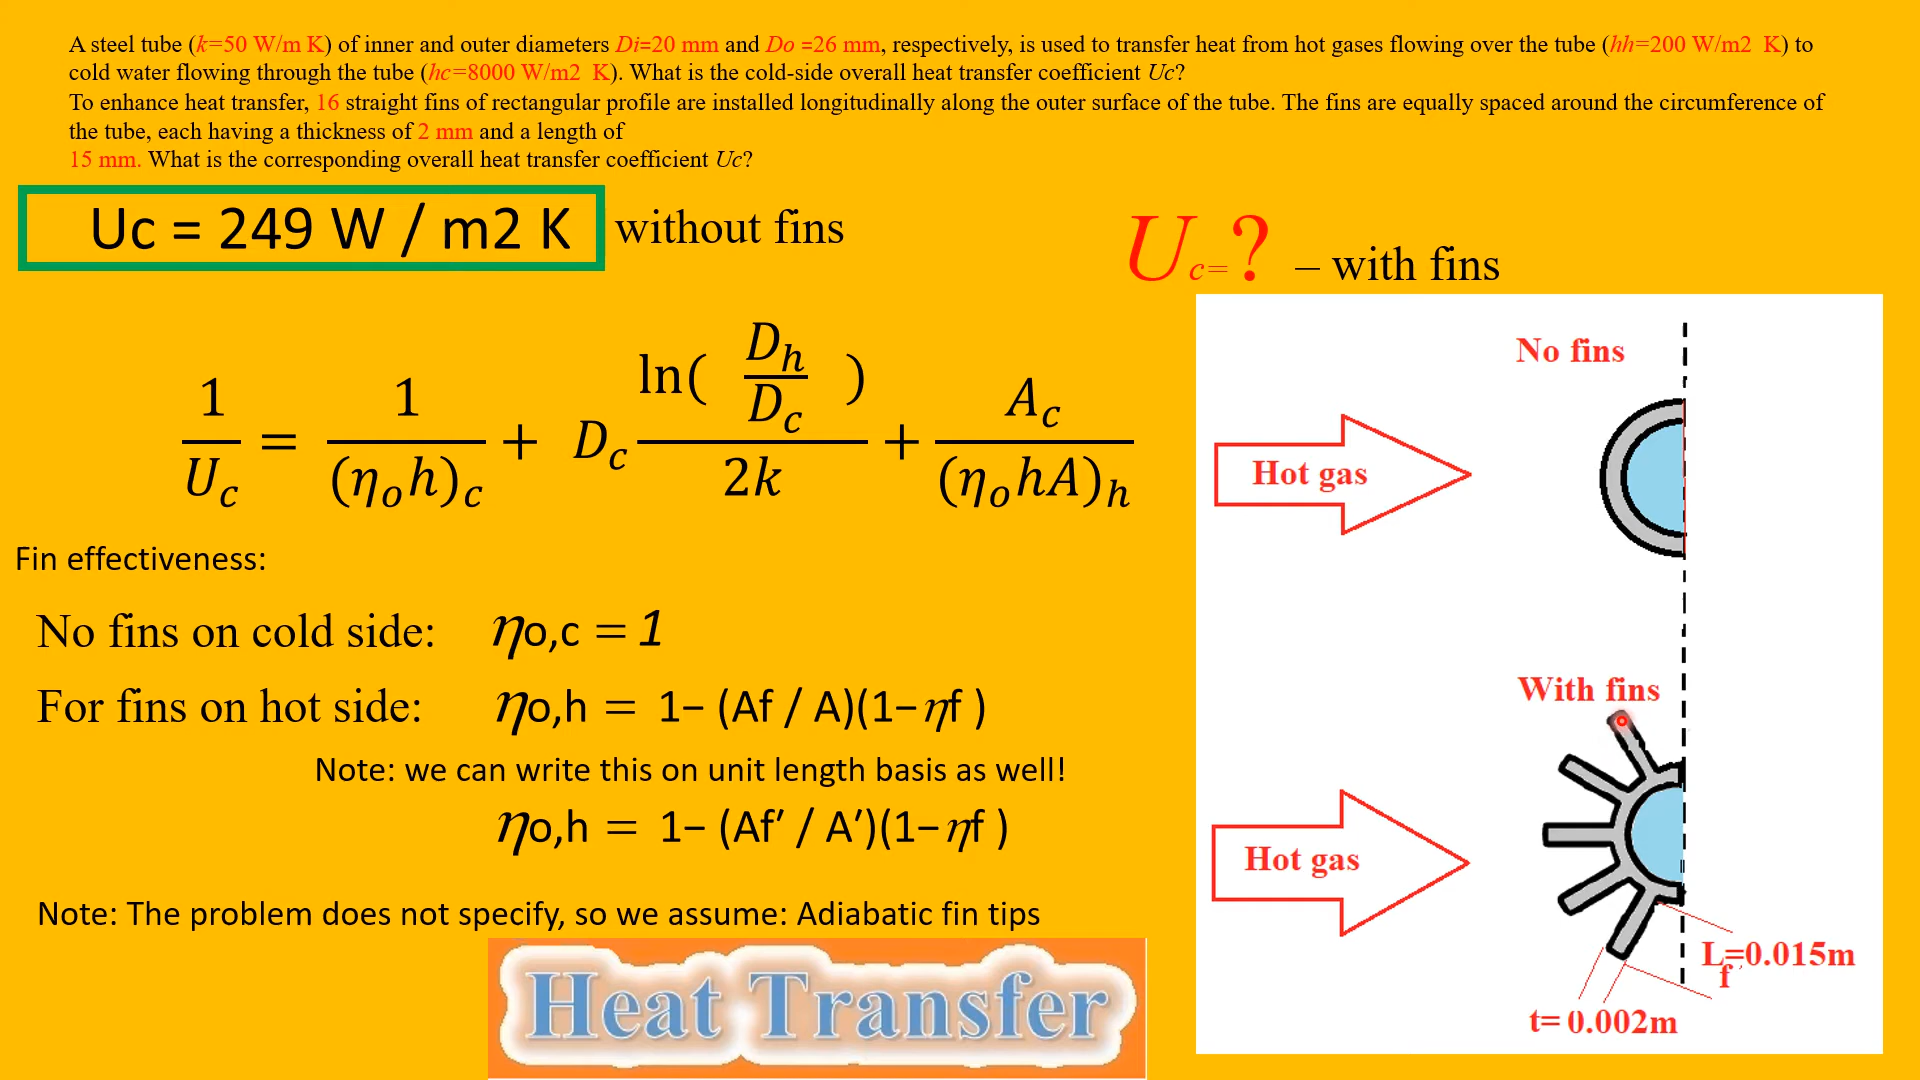 A steel tube (k=50 W/m K) of inner and outer diameters Di=20 mm and Do =26 mm, respectively, is used to transfer heat from hot gases flowing over the tube (hh=200 W/m2 K) to
cold water flowing through the tube (hc=8000 W/m2 K). What is the cold-side overall heat transfer coefficient Uc?
To enhance heat transfer, 16 straight fins of rectangular profile are installed longitudinally along the outer surface of the tube. The fins are equally spaced around the circumference of
the tube, each having a thickness of 2 mm and a length of
15 mm. What is the corresponding overall heat transfer coefficient Uc?
Uc = 249 W / m2 K without fins
Uc=? – with fins
1/Uc = 1/(ηoh)c + Dc ln( Dh/Dc )/2k + Ac/(ηohA)h
Fin effectiveness:
No fins on cold side: ηo,c = 1
For fins on hot side: ηo,h = 1− (Af / A)(1−ηf )
Note: we can write this on unit length basis as well!
ηo,h = 1− (Af′ / A′)(1−ηf )
Note: The problem does not specify, so we assume: Adiabatic fin tips
Heat Transfer
No fins
Hot gas
With fins
Hot gas
Lf=0.015m
t= 0.002m